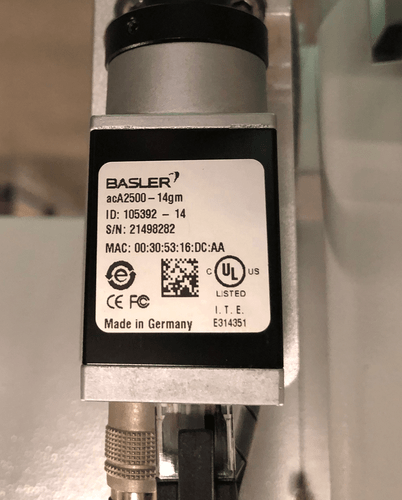 BASLER
acA2500-14gm
ID: 105392 - 14
S/N: 21498282
MAC: 00:30:53:16:DC:AA
e
C UL US
LISTED
CE FC
I.T.E.
Made in Germany E314351